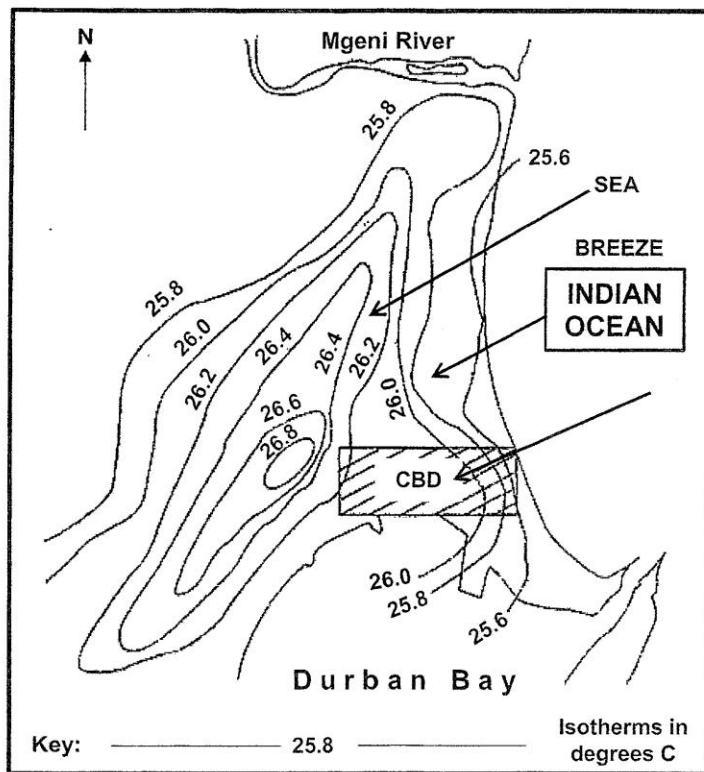 N
Mgeni River
25.8
25.6
SEA
BREEZE
INDIAN
OCEAN
25.8
26.0
26.2
26.4
26.4
26.2
26.0
26.6
26.8
CBD
26.0
25.8
25.6
Durban Bay
Key: 25.8 Isotherms in
degrees C